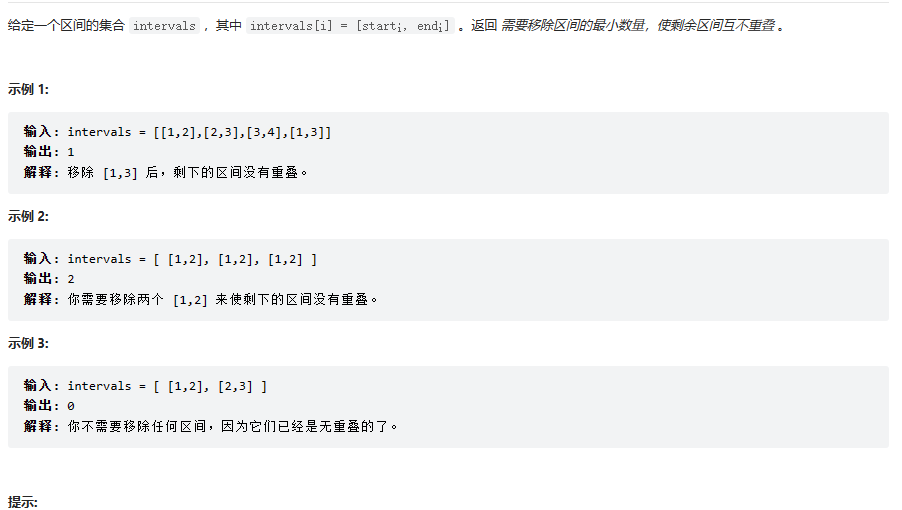 给定一个区间的集合 intervals ，其中 intervals[i] = [starti, endi] 。返回 需要移除区间的最小数量，使剩余区间互不重叠 。
示例 1:
输入: intervals = [[1,2],[2,3],[3,4],[1,3]]
输出: 1
解释: 移除 [1,3] 后，剩下的区间没有重叠。
示例 2:
输入: intervals = [ [1,2], [1,2], [1,2] ]
输出: 2
解释: 你需要移除两个 [1,2] 来使剩下的区间没有重叠。
示例 3:
输入: intervals = [ [1,2], [2,3] ]
输出: 0
解释: 你不需要移除任何区间，因为它们已经是无重叠的了。
提示: